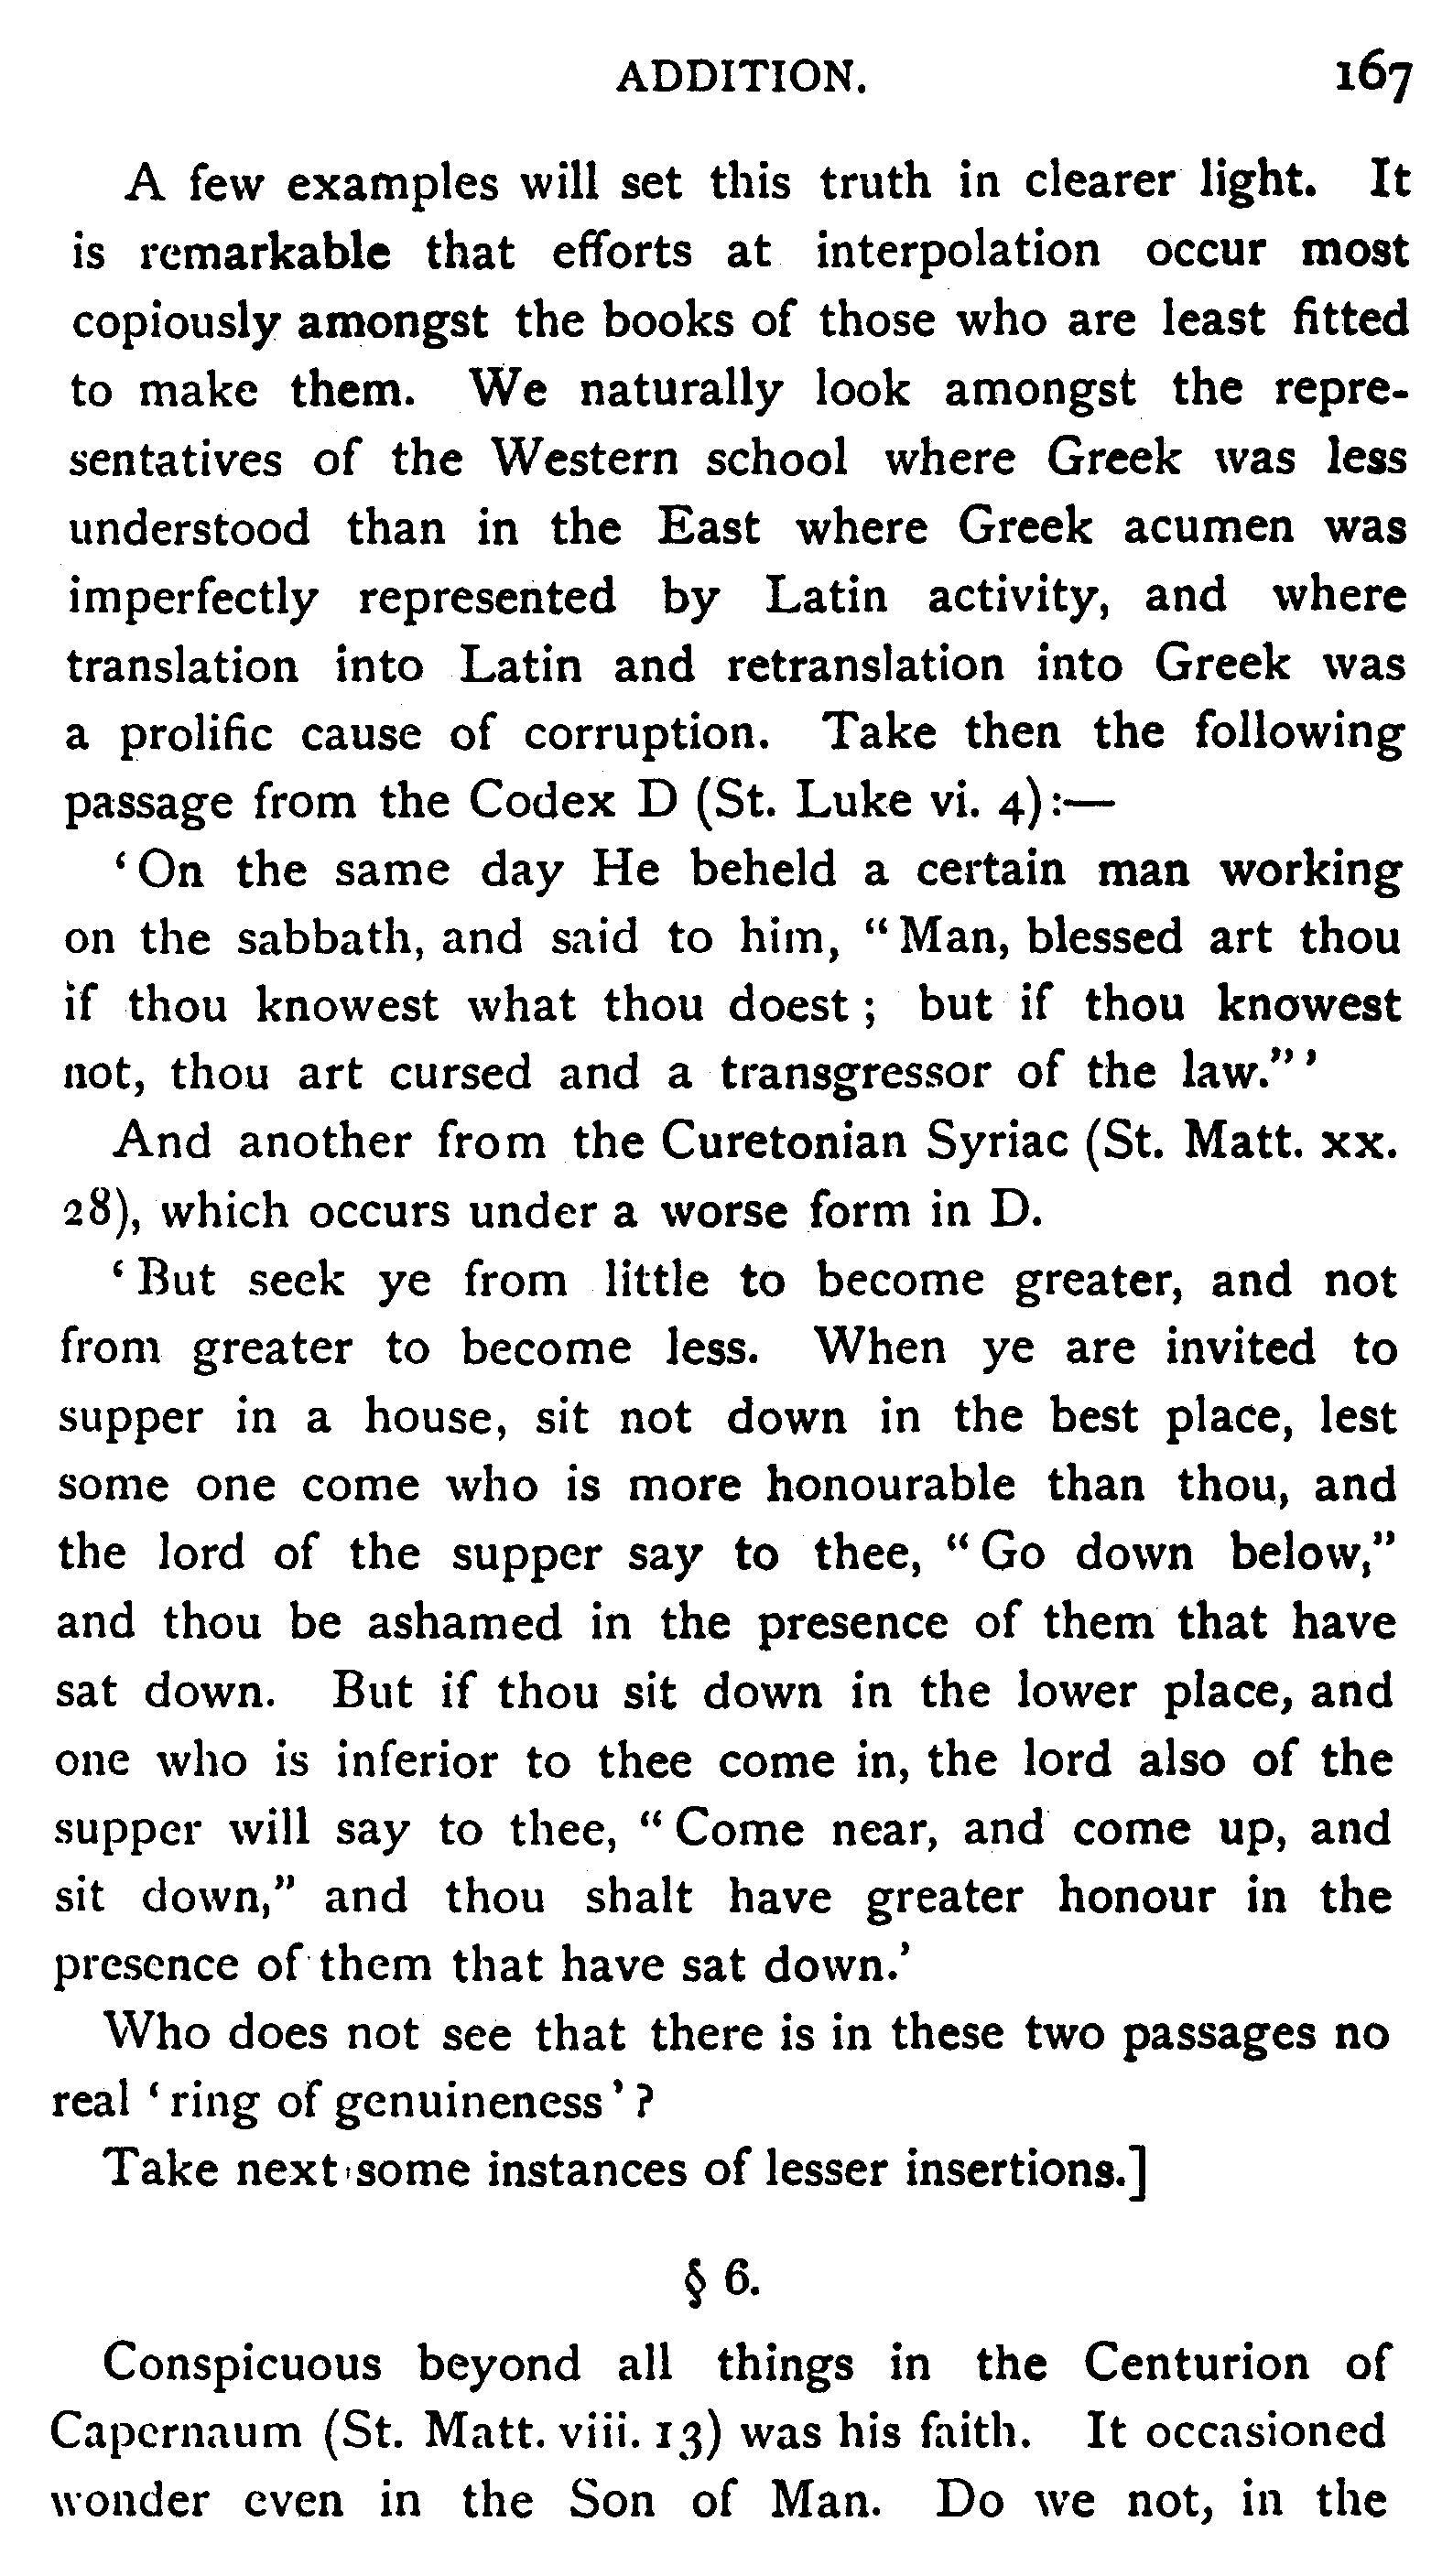 ADDITION. 167
A few examples will set this truth in clearer light. It
is remarkable that efforts at interpolation occur most
copiously amongst the books of those who are least fitted
to make them. We naturally look amongst the repre-
sentatives of the Western school where Greek was less
understood than in the East where Greek acumen was
imperfectly represented by Latin activity, and where
translation into Latin and retranslation into Greek was
a prolific cause of corruption. Take then the following
passage from the Codex D (St. Luke vi. 4):—
‘On the same day He beheld a certain man working
on the sabbath, and said to him, “Man, blessed art thou
if thou knowest what thou doest; but if thou knowest
not, thou art cursed and a transgressor of the law.”’
And another from the Curetonian Syriac (St. Matt. xx.
28), which occurs under a worse form in D.
‘But seek ye from little to become greater, and not
from greater to become less. When ye are invited to
supper in a house, sit not down in the best place, lest
some one come who is more honourable than thou, and
the lord of the supper say to thee, “Go down below,”
and thou be ashamed in the presence of them that have
sat down. But if thou sit down in the lower place, and
one who is inferior to thee come in, the lord also of the
supper will say to thee, “Come near, and come up, and
sit down,” and thou shalt have greater honour in the
presence of them that have sat down.’
Who does not see that there is in these two passages no
real ‘ring of genuineness’?
Take next some instances of lesser insertions.]
§ 6.
Conspicuous beyond all things in the Centurion of
Capernaum (St. Matt. viii. 13) was his faith. It occasioned
wonder even in the Son of Man. Do we not, in the